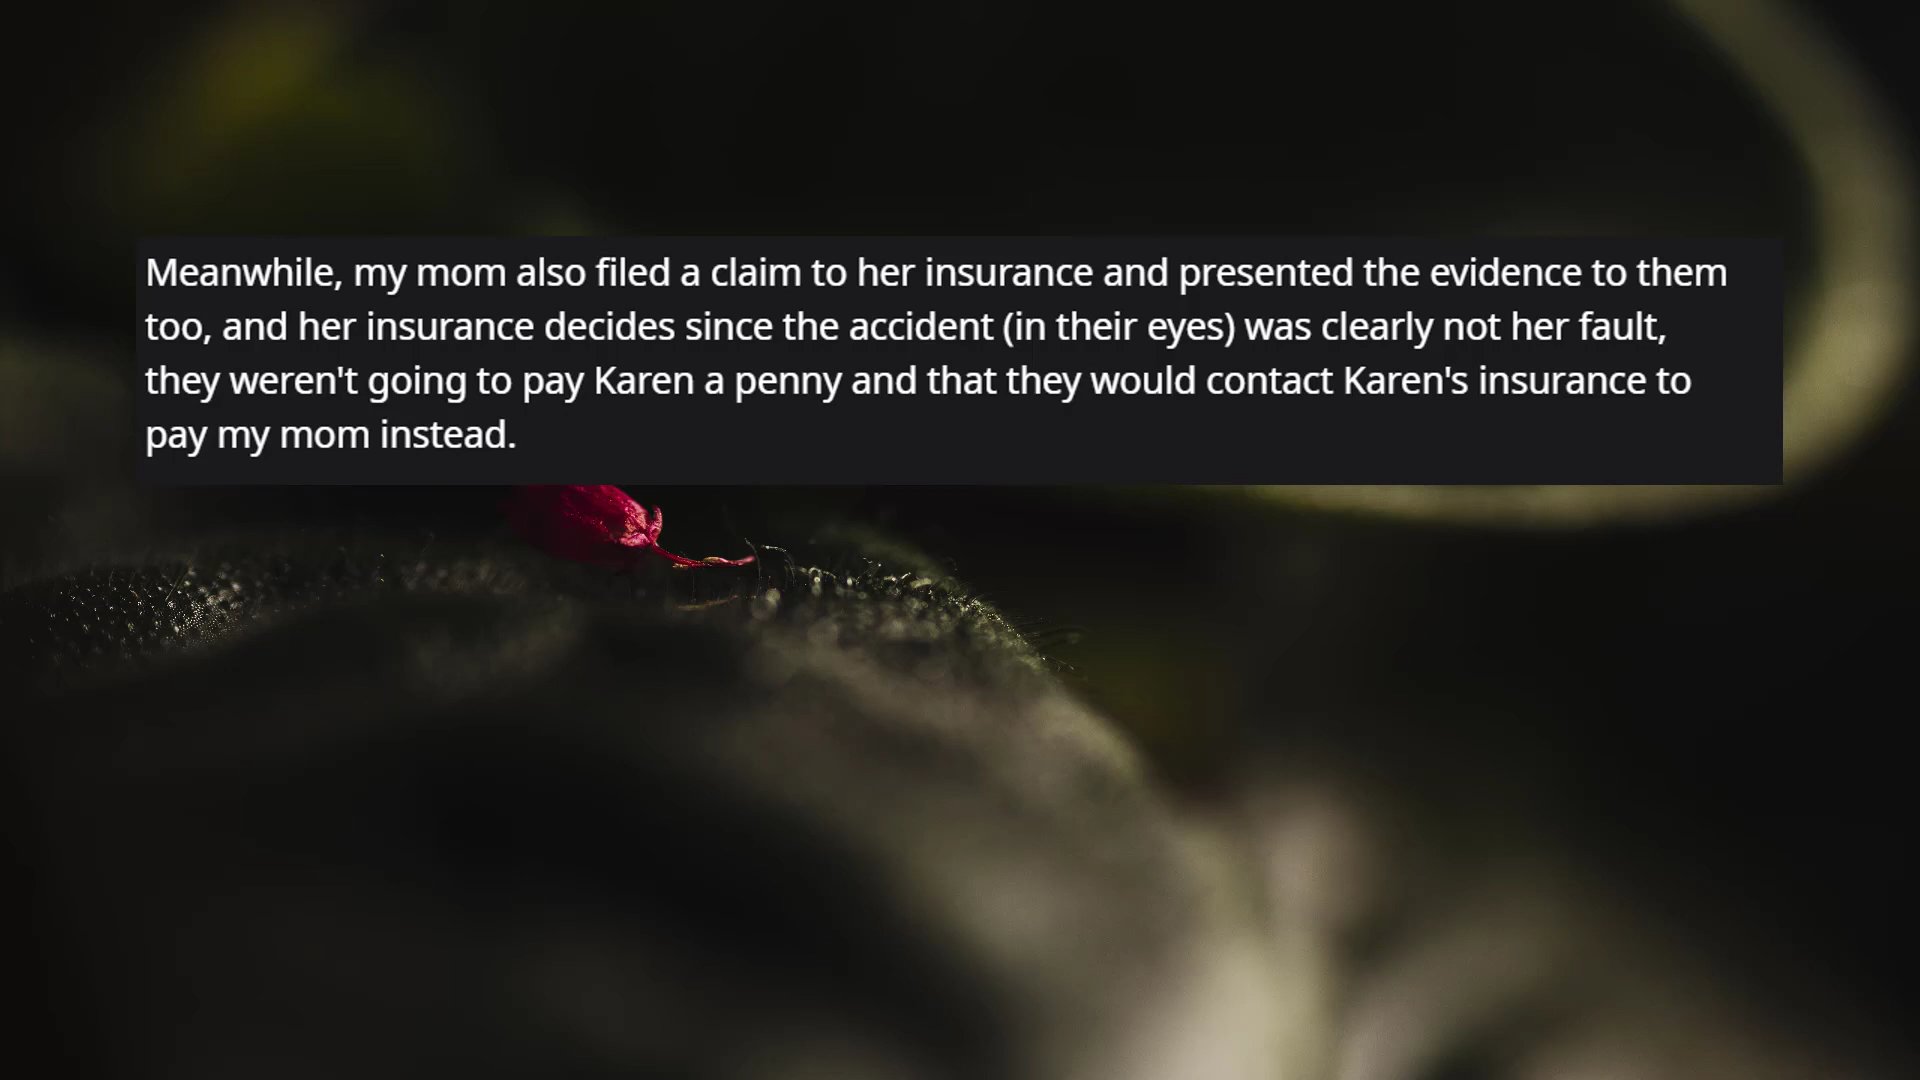 Meanwhile, my mom also filed a claim to her insurance and presented the evidence to them
too, and her insurance decides since the accident (in their eyes) was clearly not her fault,
they weren't going to pay Karen a penny and that they would contact Karen's insurance to
pay my mom instead.